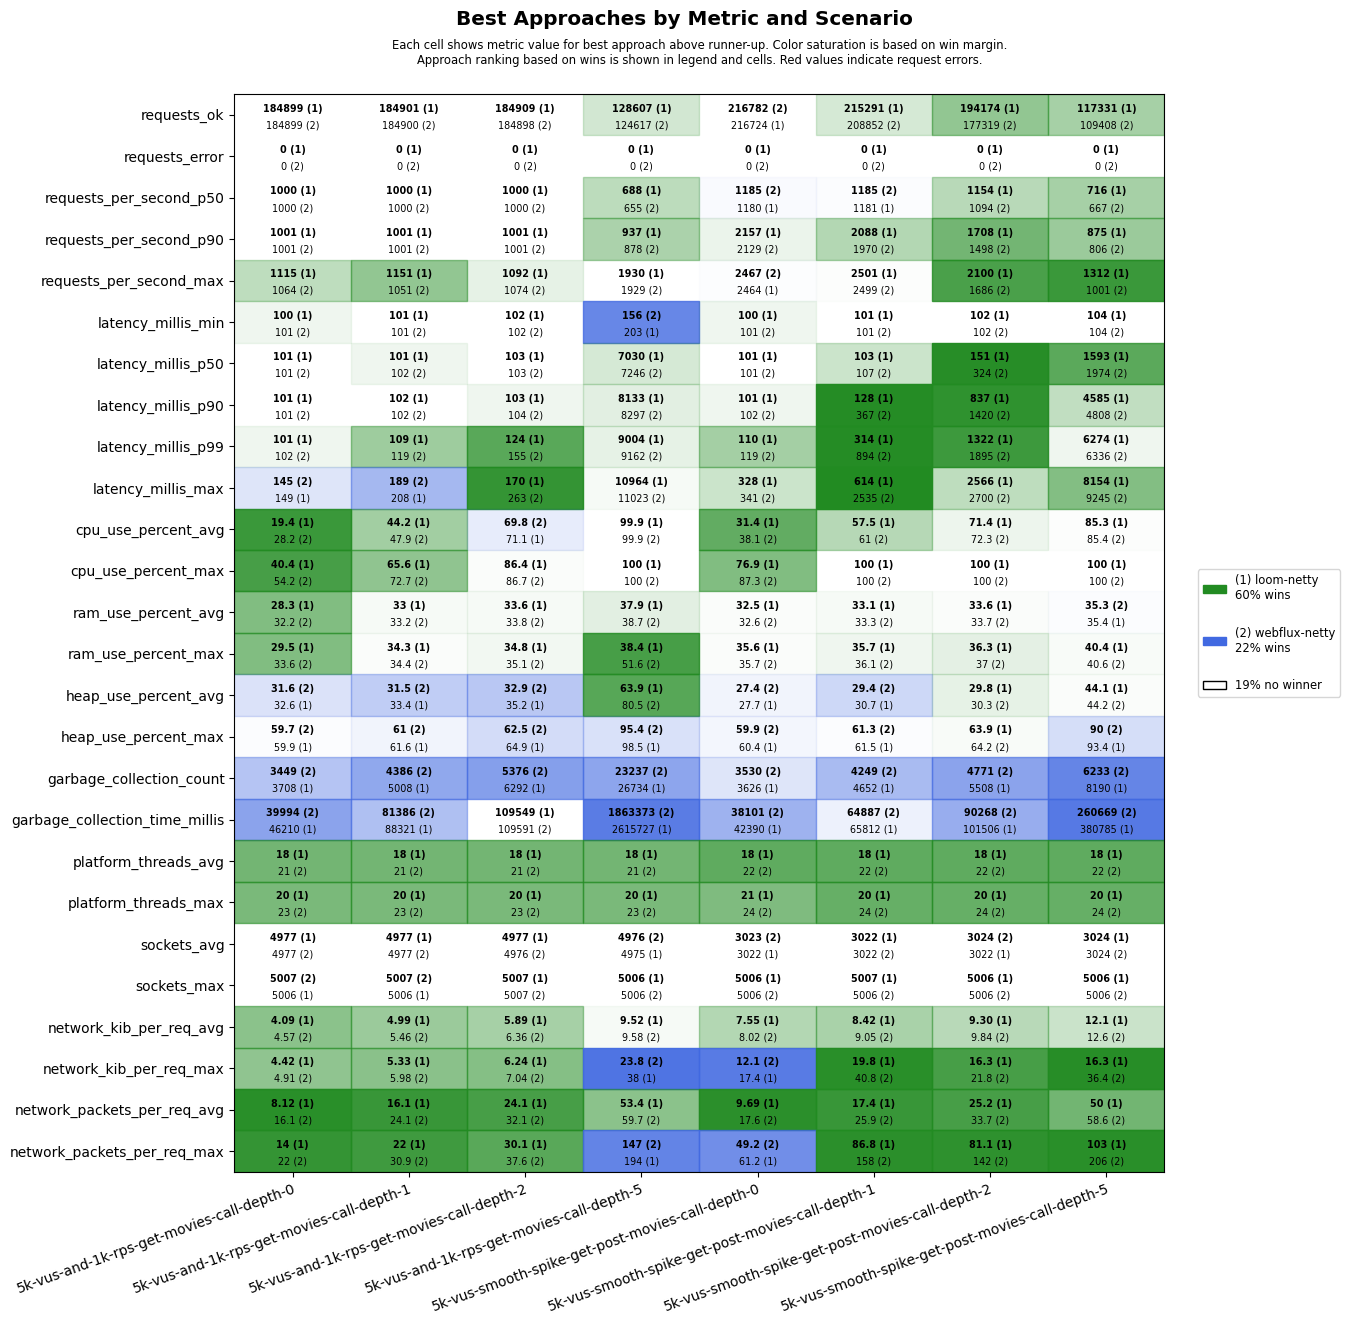 Best Approaches by Metric and Scenario
Each cell shows metric value for best approach above runner-up. Color saturation is based on win margin.
Approach ranking based on wins is shown in legend and cells. Red values indicate request errors.
requests_ok
184899 (1) 184901 (1) 184909 (1) 128607 (1) 216782 (2) 215291 (1) 194174 (1) 117331 (1)
184899 (2) 184900 (2) 184898 (2) 124617 (2) 216724 (1) 208852 (2) 177319 (2) 109408 (2)
requests_error
0 (1) 0 (1) 0 (1) 0 (1) 0 (1) 0 (1) 0 (1) 0 (1)
0 (2) 0 (2) 0 (2) 0 (2) 0 (2) 0 (2) 0 (2) 0 (2)
requests_per_second_p50
1000 (1) 1000 (1) 1000 (1) 688 (1) 1185 (2) 1185 (2) 1154 (1) 716 (1)
1000 (2) 1000 (2) 1000 (2) 655 (2) 1180 (1) 1181 (1) 1094 (2) 667 (2)
requests_per_second_p90
1001 (1) 1001 (1) 1001 (1) 937 (1) 2157 (1) 2088 (1) 1708 (1) 875 (1)
1001 (2) 1001 (2) 1001 (2) 878 (2) 2129 (2) 1970 (2) 1498 (2) 806 (2)
requests_per_second_max
1115 (1) 1151 (1) 1092 (1) 1930 (1) 2467 (2) 2501 (1) 2100 (1) 1312 (1)
1064 (2) 1051 (2) 1074 (2) 1929 (2) 2464 (1) 2499 (2) 1686 (2) 1001 (2)
latency_millis_min
100 (1) 101 (1) 102 (1) 156 (2) 100 (1) 101 (1) 102 (1) 104 (1)
101 (2) 101 (2) 102 (2) 203 (1) 101 (2) 101 (2) 102 (2) 104 (2)
latency_millis_p50
101 (1) 101 (1) 103 (1) 7030 (1) 101 (1) 103 (1) 151 (1) 1593 (1)
101 (2) 102 (2) 103 (2) 7246 (2) 101 (2) 107 (2) 324 (2) 1974 (2)
latency_millis_p90
101 (1) 102 (1) 103 (1) 8133 (1) 101 (1) 128 (1) 837 (1) 4585 (1)
101 (2) 102 (2) 104 (2) 8297 (2) 102 (2) 367 (2) 1420 (2) 4808 (2)
latency_millis_p99
101 (1) 109 (1) 124 (1) 9004 (1) 110 (1) 314 (1) 1322 (1) 6274 (1)
102 (2) 119 (2) 155 (2) 9162 (2) 119 (2) 894 (2) 1895 (2) 6336 (2)
latency_millis_max
145 (2) 189 (2) 170 (1) 10964 (1) 328 (1) 614 (1) 2566 (1) 8154 (1)
149 (1) 208 (1) 263 (2) 11023 (2) 341 (2) 2535 (2) 2700 (2) 9245 (2)
cpu_use_percent_avg
19.4 (1) 44.2 (1) 69.8 (2) 99.9 (1) 31.4 (1) 57.5 (1) 71.4 (1) 85.3 (1)
28.2 (2) 47.9 (2) 71.1 (1) 99.9 (2) 38.1 (2) 61 (2) 72.3 (2) 85.4 (2)
cpu_use_percent_max
40.4 (1) 65.6 (1) 86.4 (1) 100 (1) 76.9 (1) 100 (1) 100 (1) 100 (1)
54.2 (2) 72.7 (2) 86.7 (2) 100 (2) 87.3 (2) 100 (2) 100 (2) 100 (2)
ram_use_percent_avg
28.3 (1) 33 (1) 33.6 (1) 37.9 (1) 32.5 (1) 33.1 (1) 33.6 (1) 35.3 (2)
32.2 (2) 33.2 (2) 33.8 (2) 38.7 (2) 32.6 (2) 33.3 (2) 33.7 (2) 35.4 (1)
ram_use_percent_max
29.5 (1) 34.3 (1) 34.8 (1) 38.4 (1) 35.6 (1) 35.7 (1) 36.3 (1) 40.4 (1)
33.6 (2) 34.4 (2) 35.1 (2) 51.6 (2) 35.7 (2) 36.1 (2) 37 (2) 40.6 (2)
heap_use_percent_avg
31.6 (2) 31.5 (2) 32.9 (2) 63.9 (1) 27.4 (2) 29.4 (2) 29.8 (1) 44.1 (1)
32.6 (1) 33.4 (1) 35.2 (1) 80.5 (2) 27.7 (1) 30.7 (1) 30.3 (2) 44.2 (2)
heap_use_percent_max
59.7 (2) 61 (2) 62.5 (2) 95.4 (2) 59.9 (2) 61.3 (2) 63.9 (1) 90 (2)
59.9 (1) 61.6 (1) 64.9 (1) 98.5 (1) 60.4 (1) 61.5 (1) 64.2 (2) 93.4 (1)
garbage_collection_count
3449 (2) 4386 (2) 5376 (2) 23237 (2) 3530 (2) 4249 (2) 4771 (2) 6233 (2)
3708 (1) 5008 (1) 6292 (1) 26734 (1) 3626 (1) 4652 (1) 5508 (1) 8190 (1)
garbage_collection_time_millis
39994 (2) 81386 (2) 109549 (1) 1863373 (2) 38101 (2) 64887 (2) 90268 (2) 260669 (2)
46210 (1) 88321 (1) 109591 (2) 2615727 (1) 42390 (1) 65812 (1) 101506 (1) 380785 (1)
platform_threads_avg
18 (1) 18 (1) 18 (1) 18 (1) 18 (1) 18 (1) 18 (1) 18 (1)
21 (2) 21 (2) 21 (2) 21 (2) 22 (2) 22 (2) 22 (2) 22 (2)
platform_threads_max
20 (1) 20 (1) 20 (1) 20 (1) 21 (1) 20 (1) 20 (1) 20 (1)
23 (2) 23 (2) 23 (2) 23 (2) 24 (2) 24 (2) 24 (2) 24 (2)
sockets_avg
4977 (1) 4977 (1) 4977 (1) 4976 (2) 3023 (2) 3022 (1) 3024 (2) 3024 (1)
4977 (2) 4977 (2) 4976 (2) 4975 (1) 3022 (1) 3022 (2) 3022 (1) 3024 (2)
sockets_max
5007 (2) 5007 (2) 5007 (1) 5006 (1) 5006 (1) 5007 (1) 5006 (1) 5006 (1)
5006 (1) 5006 (1) 5007 (2) 5006 (2) 5006 (2) 5006 (2) 5006 (2) 5006 (2)
network_kib_per_req_avg
4.09 (1) 4.99 (1) 5.89 (1) 9.52 (1) 7.55 (1) 8.42 (1) 9.30 (1) 12.1 (1)
4.57 (2) 5.46 (2) 6.36 (2) 9.58 (2) 8.02 (2) 9.05 (2) 9.84 (2) 12.6 (2)
network_kib_per_req_max
4.42 (1) 5.33 (1) 6.24 (1) 23.8 (2) 12.1 (2) 19.8 (1) 16.3 (1) 16.3 (1)
4.91 (2) 5.98 (2) 7.04 (2) 38 (1) 17.4 (1) 40.8 (2) 21.8 (2) 36.4 (2)
network_packets_per_req_avg
8.12 (1) 16.1 (1) 24.1 (1) 53.4 (1) 9.69 (1) 17.4 (1) 25.2 (1) 50 (1)
16.1 (2) 24.1 (2) 32.1 (2) 59.7 (2) 17.6 (2) 25.9 (2) 33.7 (2) 58.6 (2)
network_packets_per_req_max
14 (1) 22 (1) 30.1 (1) 147 (2) 49.2 (2) 86.8 (1) 81.1 (1) 103 (1)
22 (2) 30.9 (2) 37.6 (2) 194 (1) 61.2 (1) 158 (2) 142 (2) 206 (2)
5k-vus-and-1k-rps-get-movies-call-depth-0
5k-vus-and-1k-rps-get-movies-call-depth-1
5k-vus-and-1k-rps-get-movies-call-depth-2
5k-vus-and-1k-rps-get-movies-call-depth-5
5k-vus-smooth-spike-get-post-movies-call-depth-0
5k-vus-smooth-spike-get-post-movies-call-depth-1
5k-vus-smooth-spike-get-post-movies-call-depth-2
5k-vus-smooth-spike-get-post-movies-call-depth-5
(1) loom-netty
60% wins
(2) webflux-netty
22% wins
19% no winner